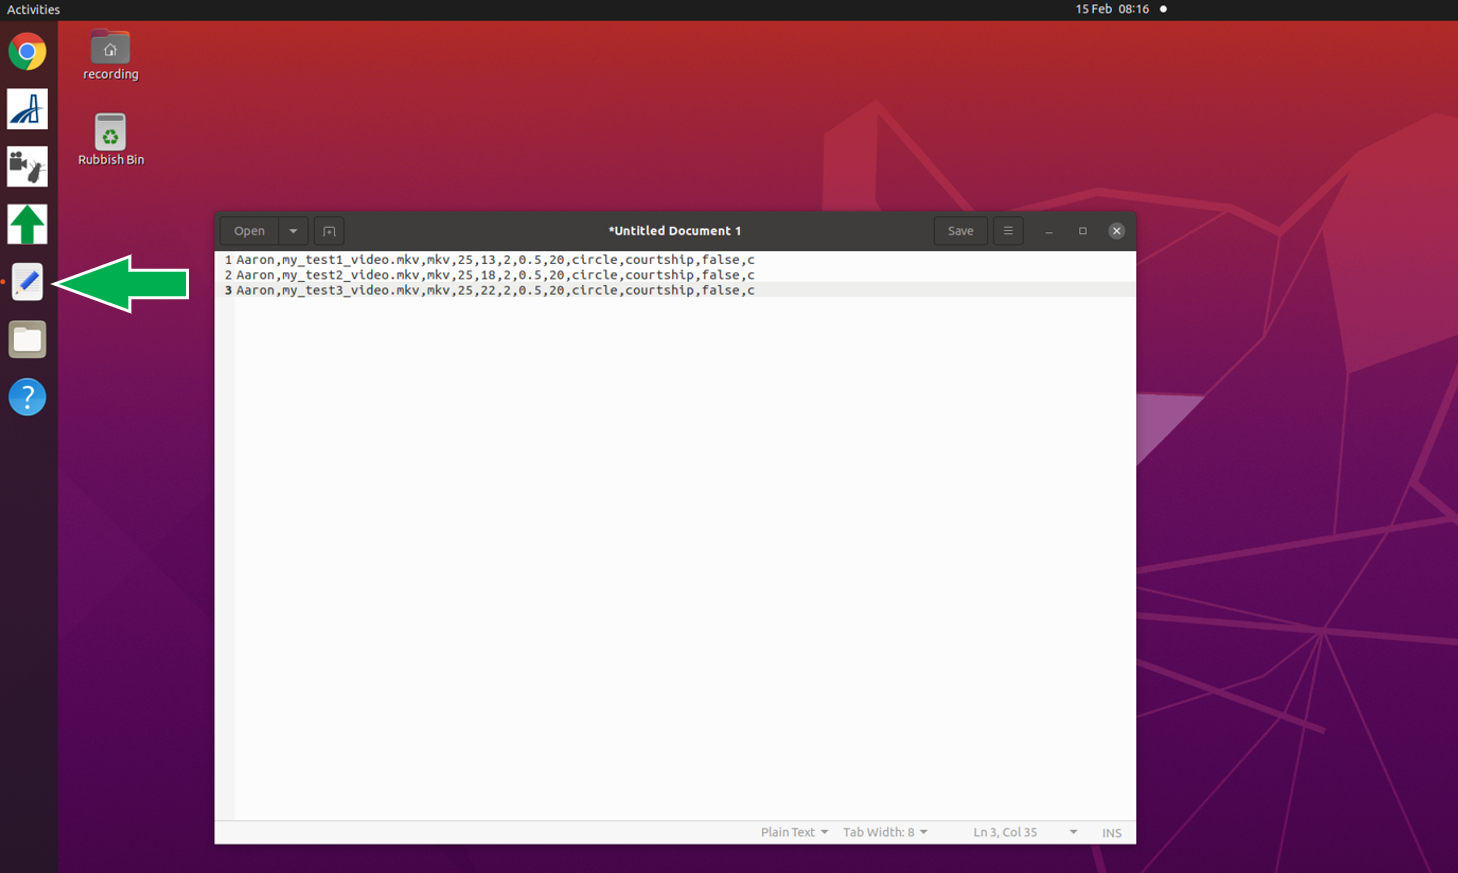 Activities
15 Feb 08:16
recording
Rubbish Bin
Open
*Untitled Document 1
Save
1 Aaron,my_test1_video.mkv,mkv,25,13,2,0.5,20,circle,courtship,false,c
2 Aaron,my_test2_video.mkv,mkv,25,18,2,0.5,20,circle,courtship,false,c
3 Aaron,my_test3_video.mkv,mkv,25,22,2,0.5,20,circle,courtship,false,c
?
Plain Text
Tab Width: 8
Ln 3, Col 35
INS